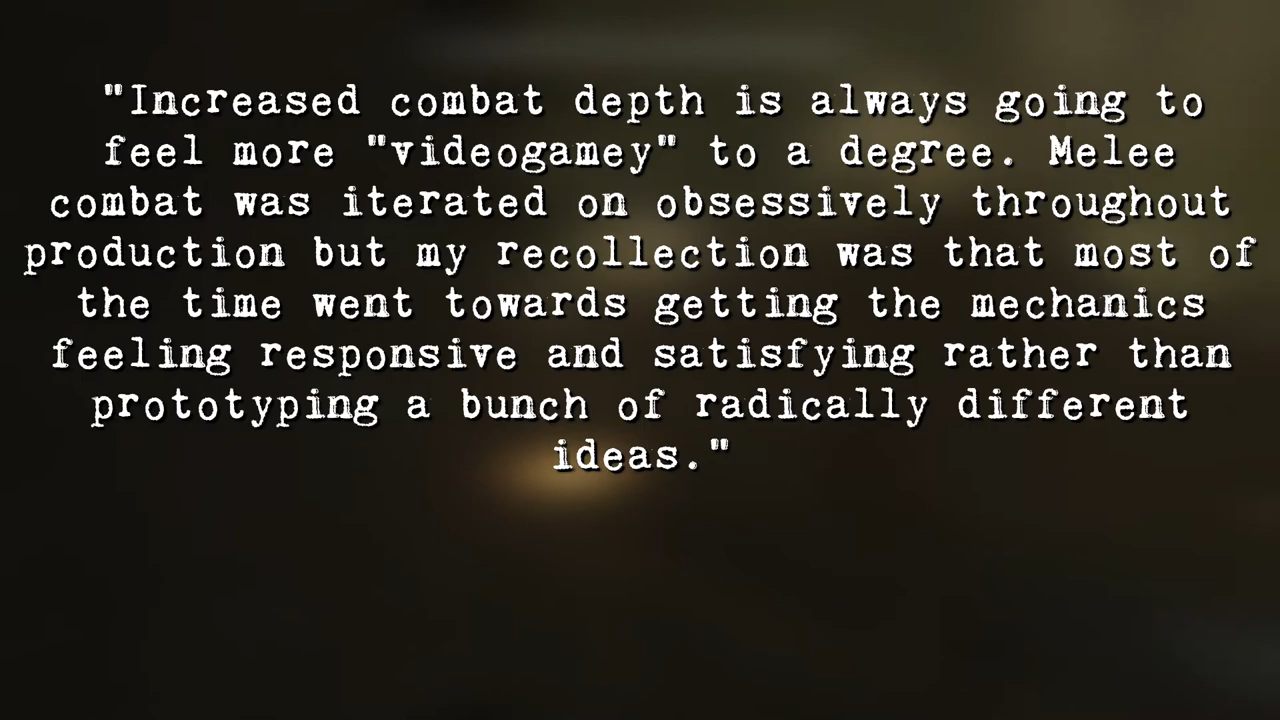 "Increased combat depth is always going to
feel more "videogamey" to a degree. Melee
combat was iterated on obsessively throughout
production but my recollection was that most of
the time went towards getting the mechanics
feeling responsive and satisfying rather than
prototyping a bunch of radically different
ideas."